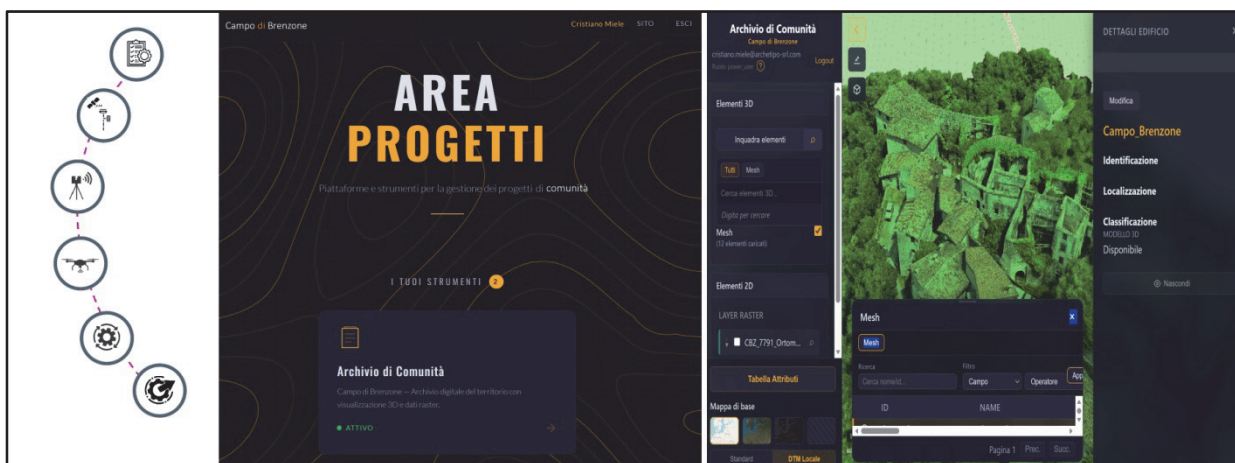 Campo di Brenzone
Cristiano Miele SITO ESCI
AREA
PROGETTI
Piattaforme e strumenti per la gestione dei progetti di comunità
I TUOI STRUMENTI 2
Archivio di Comunità
Campo di Brenzone — Archivio digitale del territorio con
visualizzazione 3D e dati raster.
ATTIVO
Archivio di Comunità
Campo di Brenzone
cristiano.miele@archetipo-srl.com
Ruolo: power_user ?
Logout
Elementi 3D
Inquadra elementi
Tutti Mesh
Cerca elementi 3D...
Digita per cercare
Mesh
(12 elementi caricati)
Elementi 2D
LAYER RASTER
CBZ_7791_Ortom...
Tabella Attributi
Mappa di base
Standard DTM Locale
Mesh x
Mesh
Ricerca Filtro
Cerca nome/id... Campo Operatore App
ID NAME
Pagina 1 Prec. Succ.
DETTAGLI EDIFICIO
Modifica
Campo_Brenzone
Identificazione
Localizzazione
Classificazione
MODELLO 3D
Disponibile
Nascondi